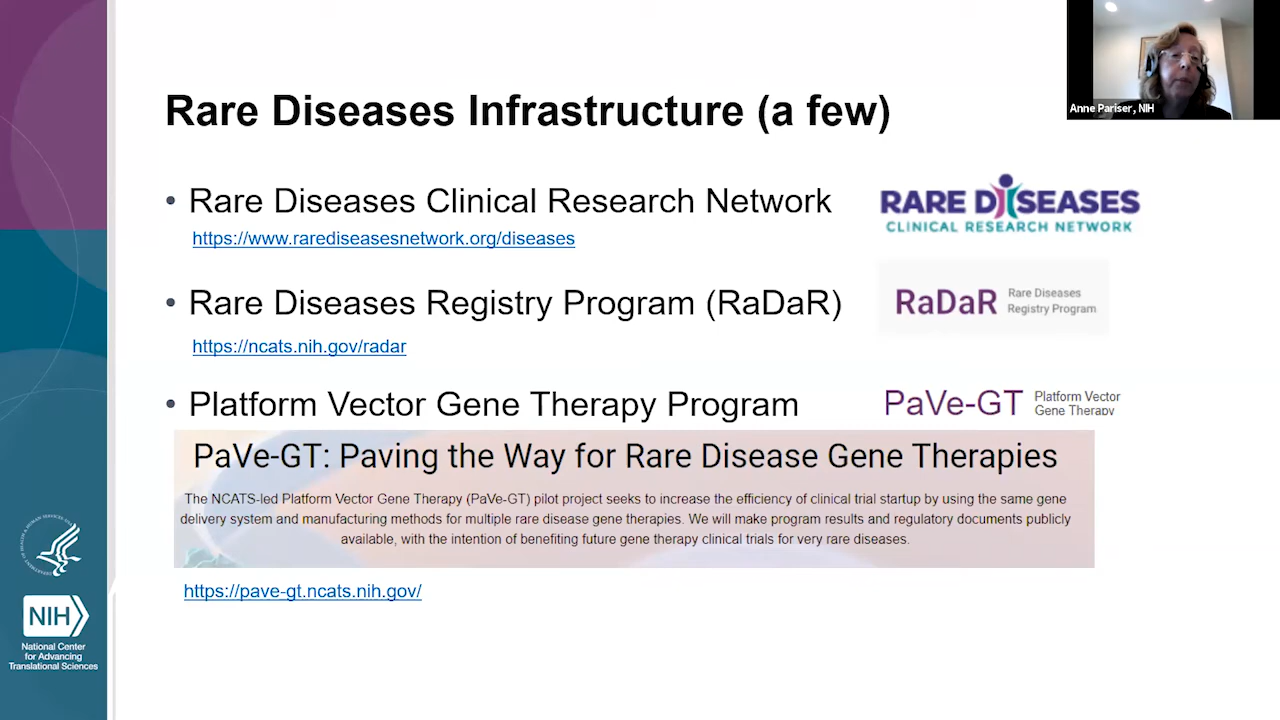 Anne Pariser, NIH
Rare Diseases Infrastructure (a few)
• Rare Diseases Clinical Research Network
https://www.rarediseasesnetwork.org/diseases
RARE DISEASES
CLINICAL RESEARCH NETWORK
• Rare Diseases Registry Program (RaDaR)
https://ncats.nih.gov/radar
RaDaR
Rare Diseases
Registry Program
• Platform Vector Gene Therapy Program
PaVe-GT
Platform Vector
Gene Therapy
PaVe-GT: Paving the Way for Rare Disease Gene Therapies
The NCATS-led Platform Vector Gene Therapy (PaVe-GT) pilot project seeks to increase the efficiency of clinical trial startup by using the same gene
delivery system and manufacturing methods for multiple rare disease gene therapies. We will make program results and regulatory documents publicly
available, with the intention of benefiting future gene therapy clinical trials for very rare diseases.
https://pave-gt.ncats.nih.gov/
NIH
National Center
for Advancing
Translational Sciences